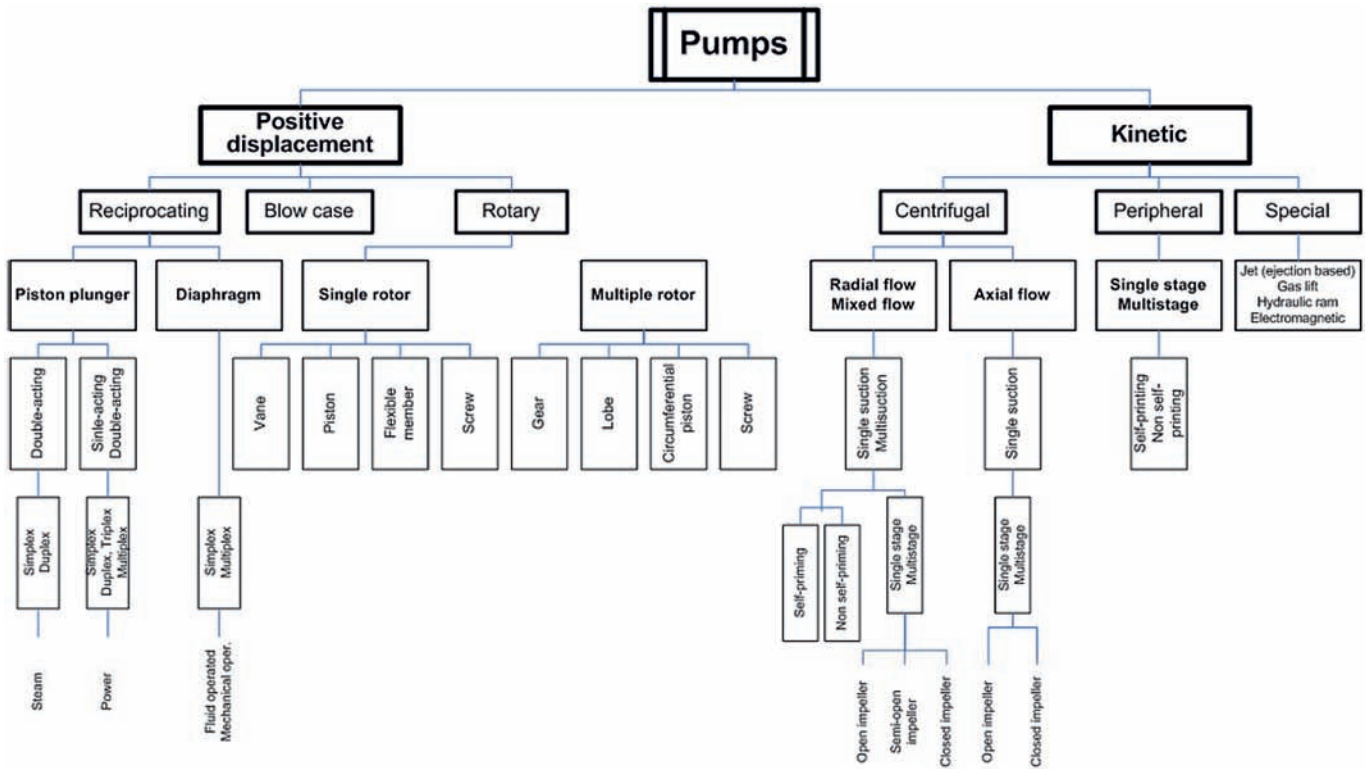 Pumps
Positive
displacement
Kinetic
Reciprocating
Blow case
Rotary
Centrifugal
Peripheral
Special
Piston plunger
Diaphragm
Single rotor
Multiple rotor
Radial flow
Mixed flow
Axial flow
Single stage
Multistage
Jet (ejection based)
Gas lift
Hydraulic ram
Electromagnetic
Double-acting
Sinle-acting
Double-acting
Vane
Piston
Flexible
member
Screw
Gear
Lobe
Circumferential
piston
Screw
Single suction
Multisuction
Single suction
Self-printing
Non self-
printing
Simplex
Duplex
Simplex
Duplex, Triplex
Multiplex
Simplex
Multiplex
Self-priming
Non self-priming
Single stage
Multistage
Single stage
Multistage
Steam
Power
Fluid operated
Mechanical oper.
Open impeller
Semi-open
impeller
Closed impeller
Open impeller
Closed impeller